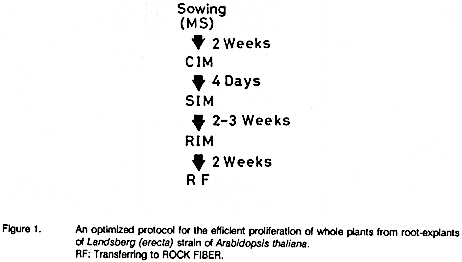 Sowing
(MS)
2 Weeks
CIM
4 Days
SIM
2-3 Weeks
RIM
2 Weeks
RF
Figure 1. An optimized protocol for the efficient proliferation of whole plants from root-explants
of Landsberg (erecta) strain of Arabidopsis thaliana.
RF: Transferring to ROCK FIBER.